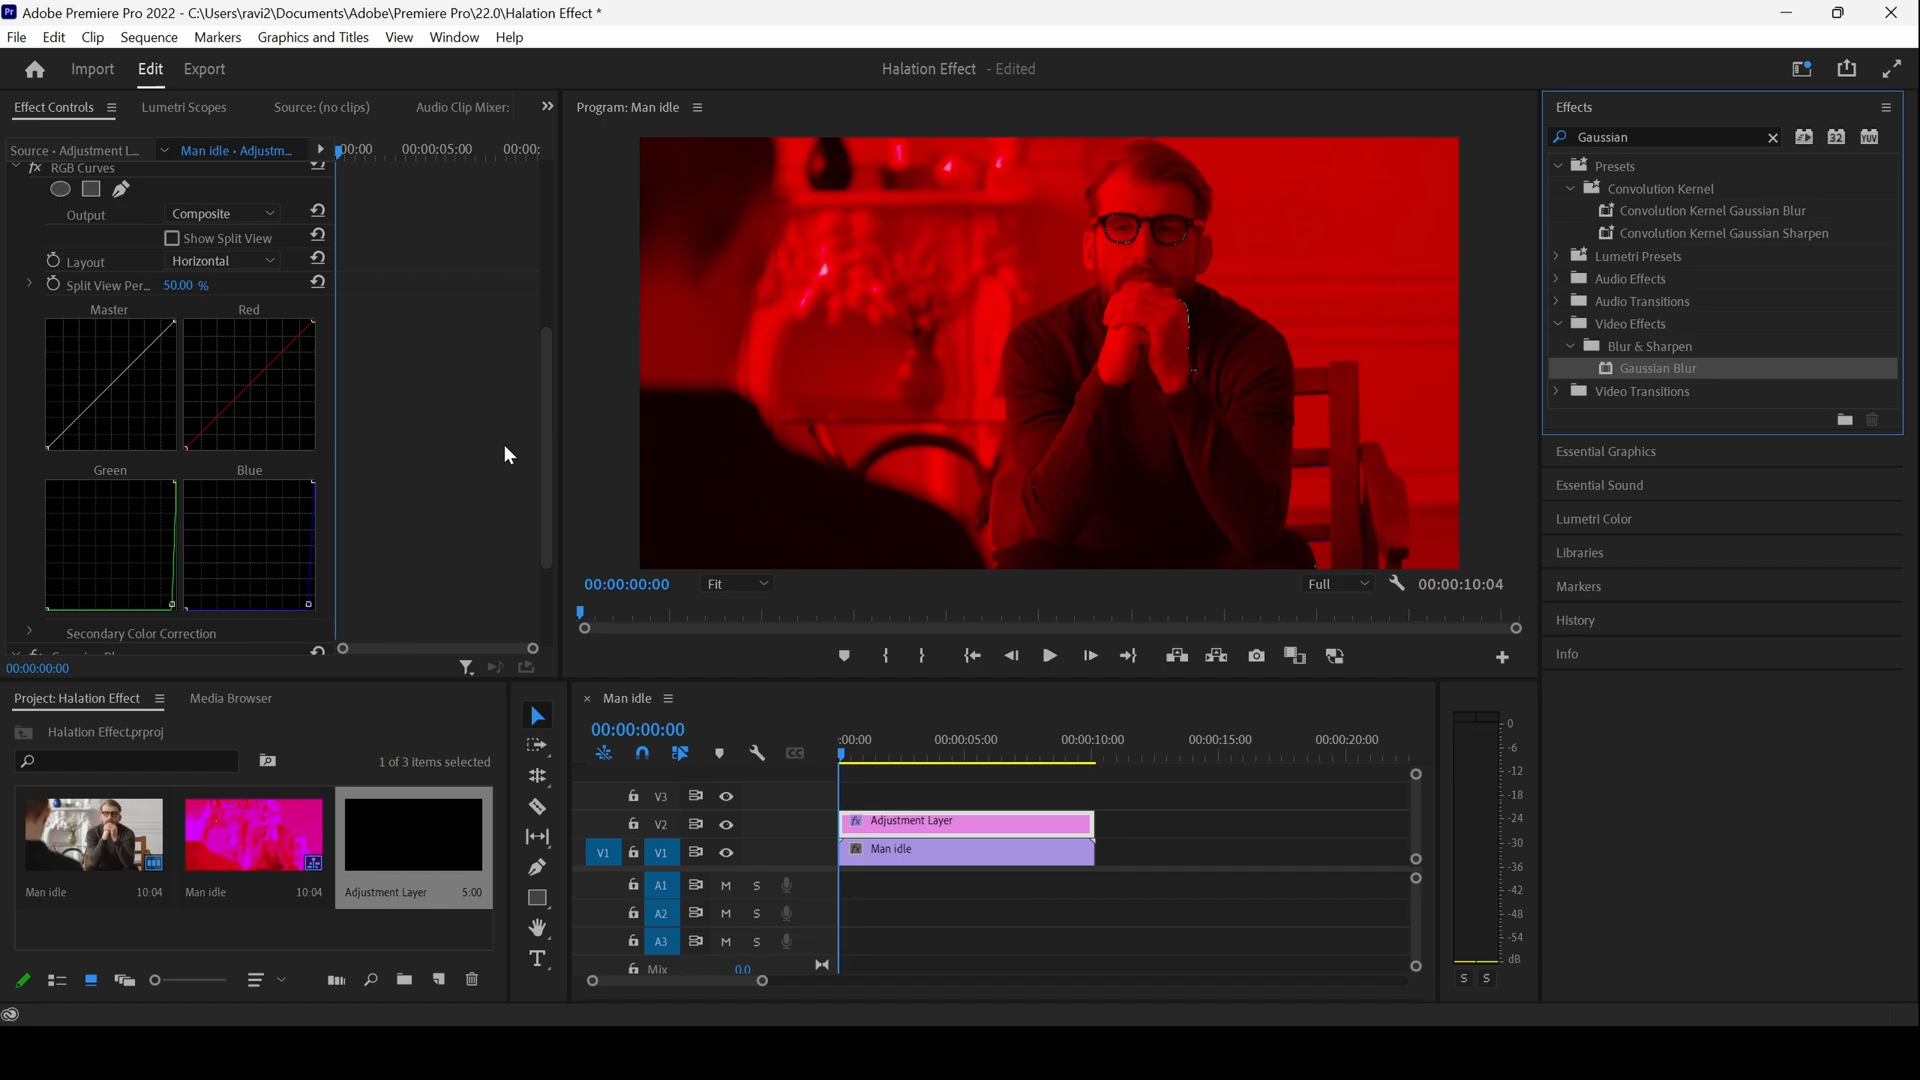 Pr Adobe Premiere Pro 2022 - C:\Users\ravi2\Documents\Adobe\Premiere Pro\22.0\Halation Effect *
File Edit Clip Sequence Markers Graphics and Titles View Window Help
Import Edit Export
Halation Effect - Edited
Effect Controls Lumetri Scopes Source: (no clips) Audio Clip Mixer:
Source • Adjustment L... Man idle • Adjustm...
00:00 00:00:05:00 00:00:
fx RGB Curves
Output Composite
Show Split View
Layout Horizontal
Split View Per... 50.00 %
Master Red
Green Blue
Secondary Color Correction
00:00:00:00
Program: Man idle
00:00:00:00 Fit Full 00:00:10:04
Effects
Gaussian
32 YUV
Presets
Convolution Kernel
Convolution Kernel Gaussian Blur
Convolution Kernel Gaussian Sharpen
Lumetri Presets
Audio Effects
Audio Transitions
Video Effects
Blur & Sharpen
Gaussian Blur
Video Transitions
Essential Graphics
Essential Sound
Lumetri Color
Libraries
Markers
History
Info
Project: Halation Effect Media Browser
Halation Effect.prproj
1 of 3 items selected
Man idle 10:04 Man idle 10:04 Adjustment Layer 5:00
T
× Man idle
00:00:00:00
CC
:00:00 00:00:05:00 00:00:10:00 00:00:15:00 00:00:20:00
V3
V2 fx Adjustment Layer
V1 V1 fx Man idle
A1 M S
A2 M S
A3 M S
Mix 0.0
0
-6
-12
-18
-24
-30
-36
-42
-48
-54
dB
S S